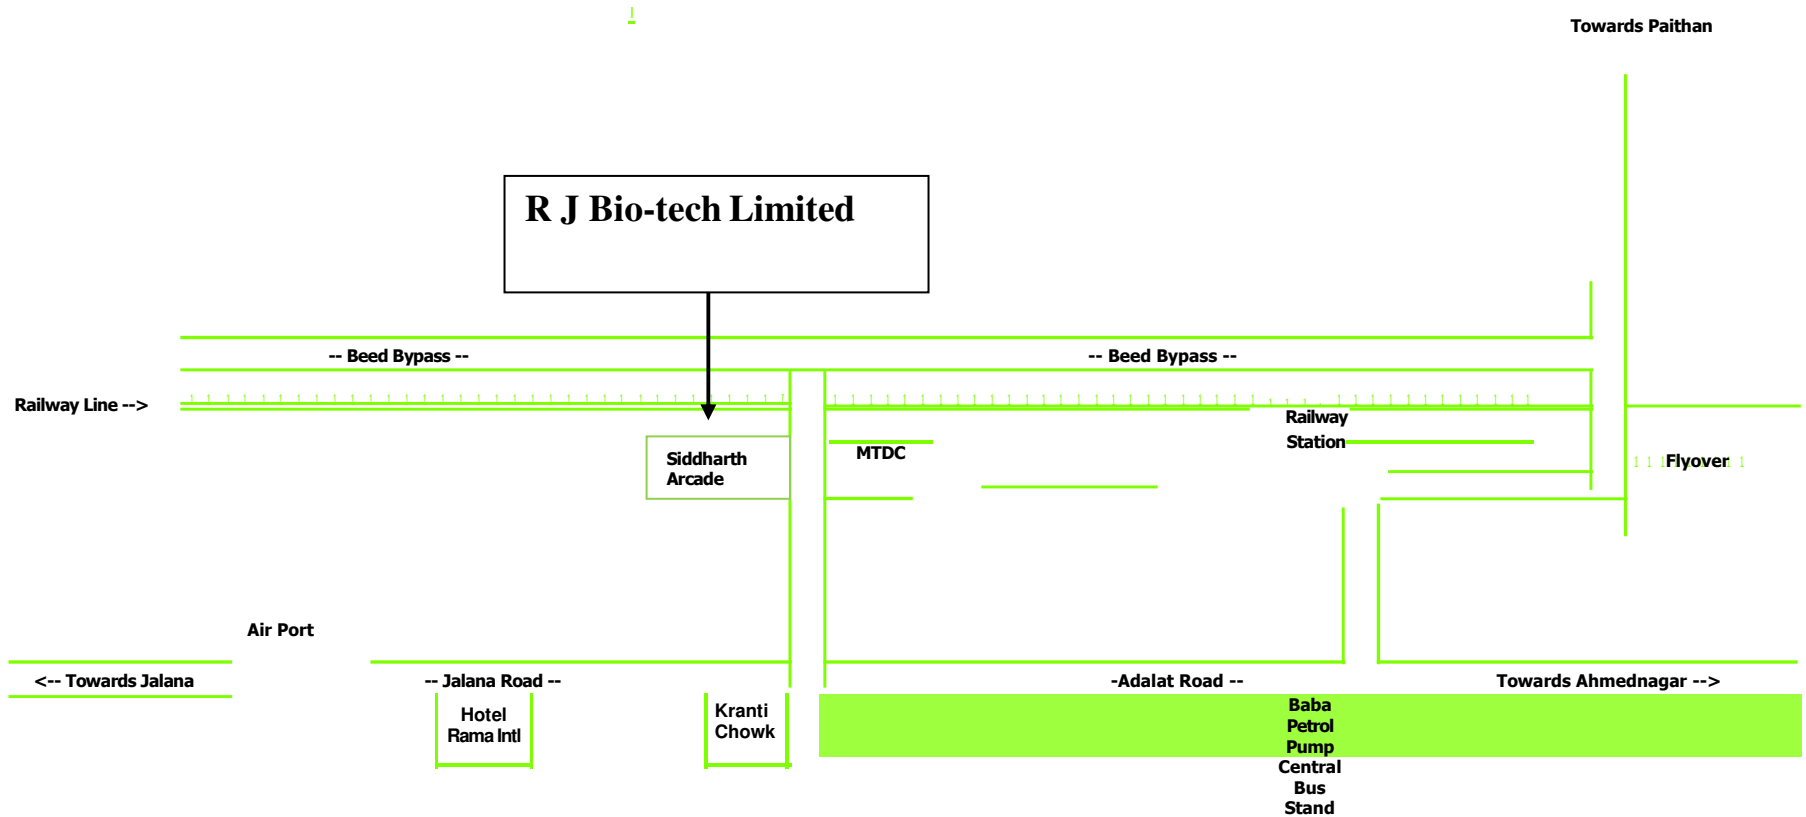 Towards Paithan
R J Bio-tech Limited
-- Beed Bypass --
-- Beed Bypass --
Railway Line -->
Railway
Station
MTDC
Siddharth
Arcade
Flyover
Air Port
<-- Towards Jalana
-- Jalana Road --
-Adalat Road --
Towards Ahmednagar -->
Hotel
Rama Intl
Kranti
Chowk
Baba
Petrol
Pump
Central
Bus
Stand